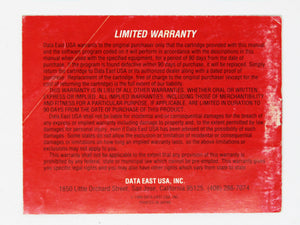 LIMITED WARRANTY
Data East USA warrants to the original purchaser only that the cartridge provided with this manual
and the software program coded on it will perform in accordance with the descriptions in this
manual when used with the specified equipment, for a period of 90 days from the date of
purchase. If the program is found defective within 90 days of purchase, it will be replaced. Simply
return the cartridge to Data East USA or its authorized dealer along with a dated proof of
purchase. Replacement of the cartridge, free of charge to the original purchaser (except for the
cost of returning the cartridge) is the full extent of our liability.
THIS WARRANTY IS IN LIEU OF ALL OTHER WARRANTIES, WHETHER ORAL OR WRITTEN,
EXPRESS OR IMPLIED. ALL IMPLIED WARRANTIES, INCLUDING THOSE OF MERCHANTABILITY
AND FITNESS FOR A PARTICULAR PURPOSE, IF APPLICABLE, ARE LIMITED IN DURATION TO
90 DAYS FROM THE DATE OF PURCHASE OF THIS PRODUCT.
Data East shall not be liable for incidental and/or consequential damages for the breach of
any express or implied warranty including damage to property and, to the extent permitted by law,
damages for personal injury, even if Data East USA has been advised of the possibility of such
damages. Some states do not allow the exclusion or limitation of incidental or consequential
damages or limitations on how long an implied warranty lasts, so the above limitations or
exclusions may not apply to you.
This warranty shall not be applicable to the extent that any provision of this warranty is
prohibited by any federal, state or municipal law which cannot be pre-empted. This warranty gives
you specific legal rights, and you may also have other rights which vary from state to state.
DATA EAST USA, INC.
1850 Little Orchard Street, San Jose, California 95125 (408) 286-7074